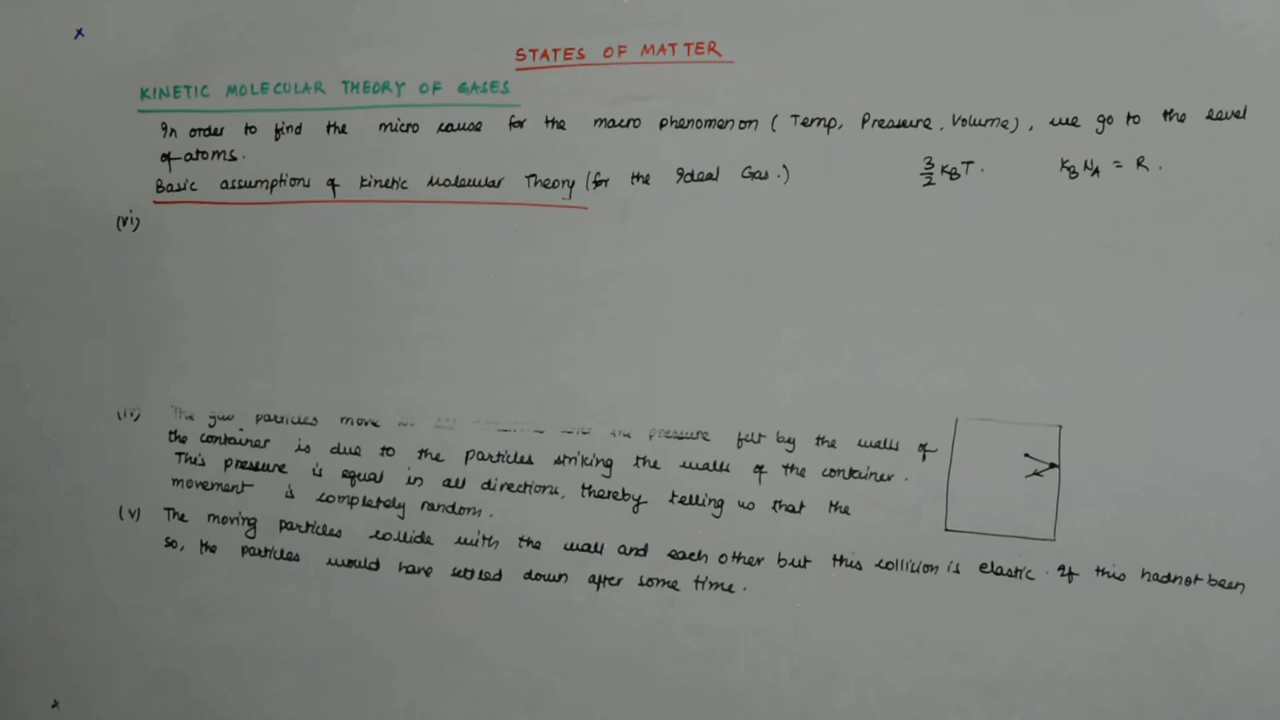 STATES OF MATTER
KINETIC MOLECULAR THEORY OF GASES
In order to find the micro cause for the macro phenomenon ( Temp, Pressure, Volume), we go to the level
of atoms.
Basic assumptions of Kinetic Molecular Theory (for the Ideal Gas.) 3/2 K_B T. K_B N_A = R.
(vi)
The gas particles move pressure felt by the walls of
the container is due to the particles striking the walls of the container.
This pressure is equal in all directions, thereby telling us that the
movement is completely random.
(v) The moving particles collide with the wall and each other but this collision is elastic. If this hadnot been
so, the particles would have settled down after some time.